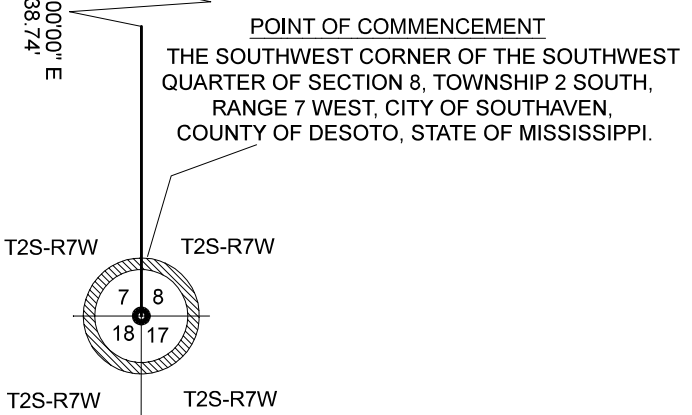 00'00" E
38.74'
POINT OF COMMENCEMENT
THE SOUTHWEST CORNER OF THE SOUTHWEST
QUARTER OF SECTION 8, TOWNSHIP 2 SOUTH,
RANGE 7 WEST, CITY OF SOUTHAVEN,
COUNTY OF DESOTO, STATE OF MISSISSIPPI.
T2S-R7W T2S-R7W
7 8
18 17
T2S-R7W T2S-R7W